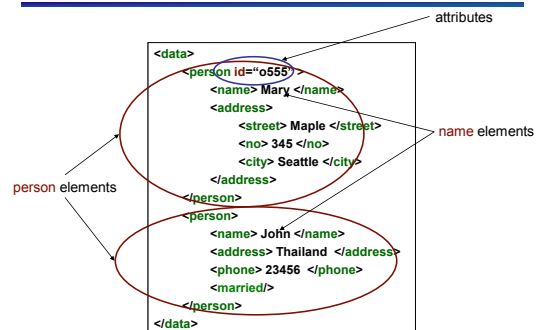 attributes
<data>
<person id=“o555” >
<name> Mary </name>
<address>
<street> Maple </street>
<no> 345 </no>
<city> Seattle </city>
</address>
</person>
<person>
<name> John </name>
<address> Thailand </address>
<phone> 23456 </phone>
<married/>
</person>
</data>
name elements
person elements